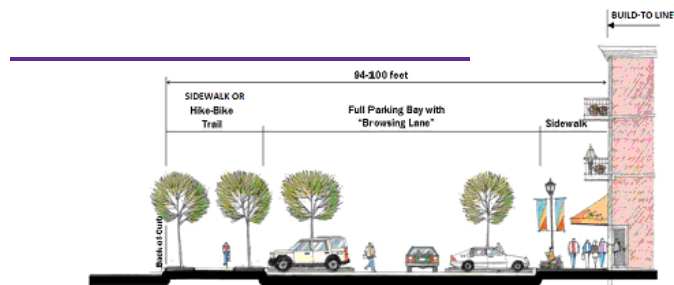 BUILD-TO LINE
94-100 feet
SIDEWALK OR
Hike-Bike
Trail
Full Parking Bay with
"Browsing Lane"
Sidewalk
Back of Curb